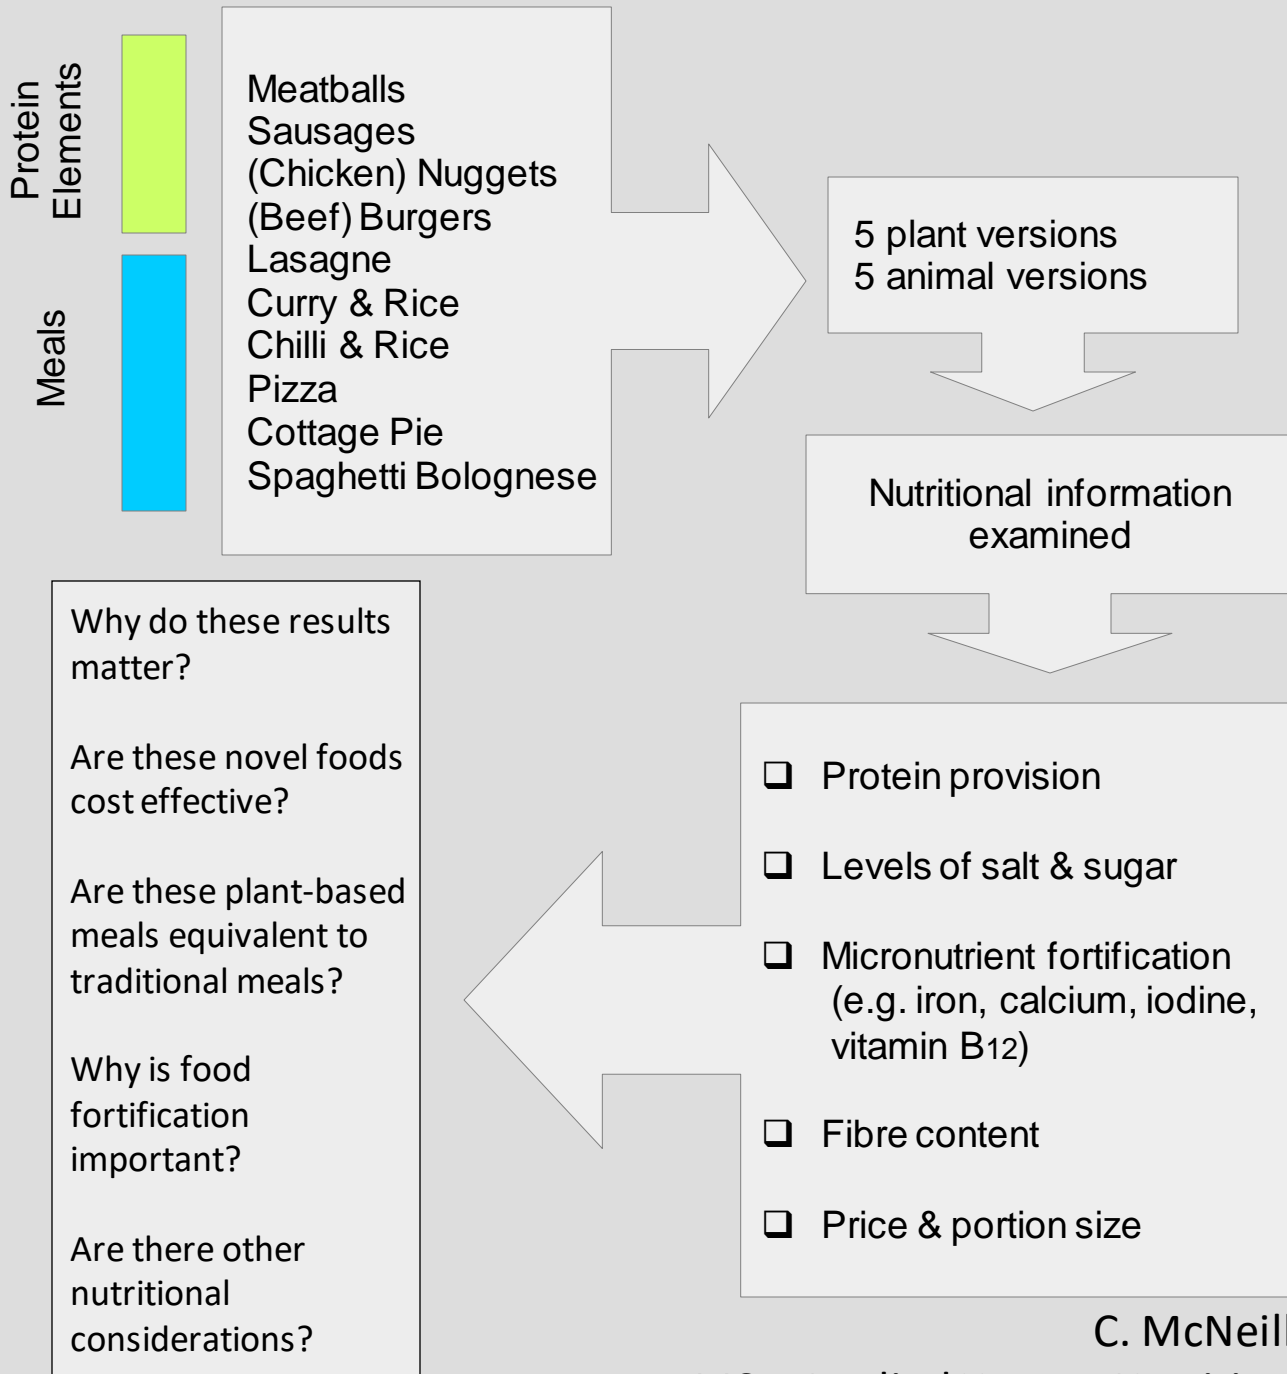 Protein
Elements
Meals
Meatballs
Sausages
(Chicken) Nuggets
(Beef) Burgers
Lasagne
Curry & Rice
Chilli & Rice
Pizza
Cottage Pie
Spaghetti Bolognese
5 plant versions
5 animal versions
Nutritional information
examined
❑ Protein provision
❑ Levels of salt & sugar
❑ Micronutrient fortification
(e.g. iron, calcium, iodine,
vitamin B12)
❑ Fibre content
❑ Price & portion size
Why do these results
matter?
Are these novel foods
cost effective?
Are these plant-based
meals equivalent to
traditional meals?
Why is food
fortification
important?
Are there other
nutritional
considerations?
C. McNeill